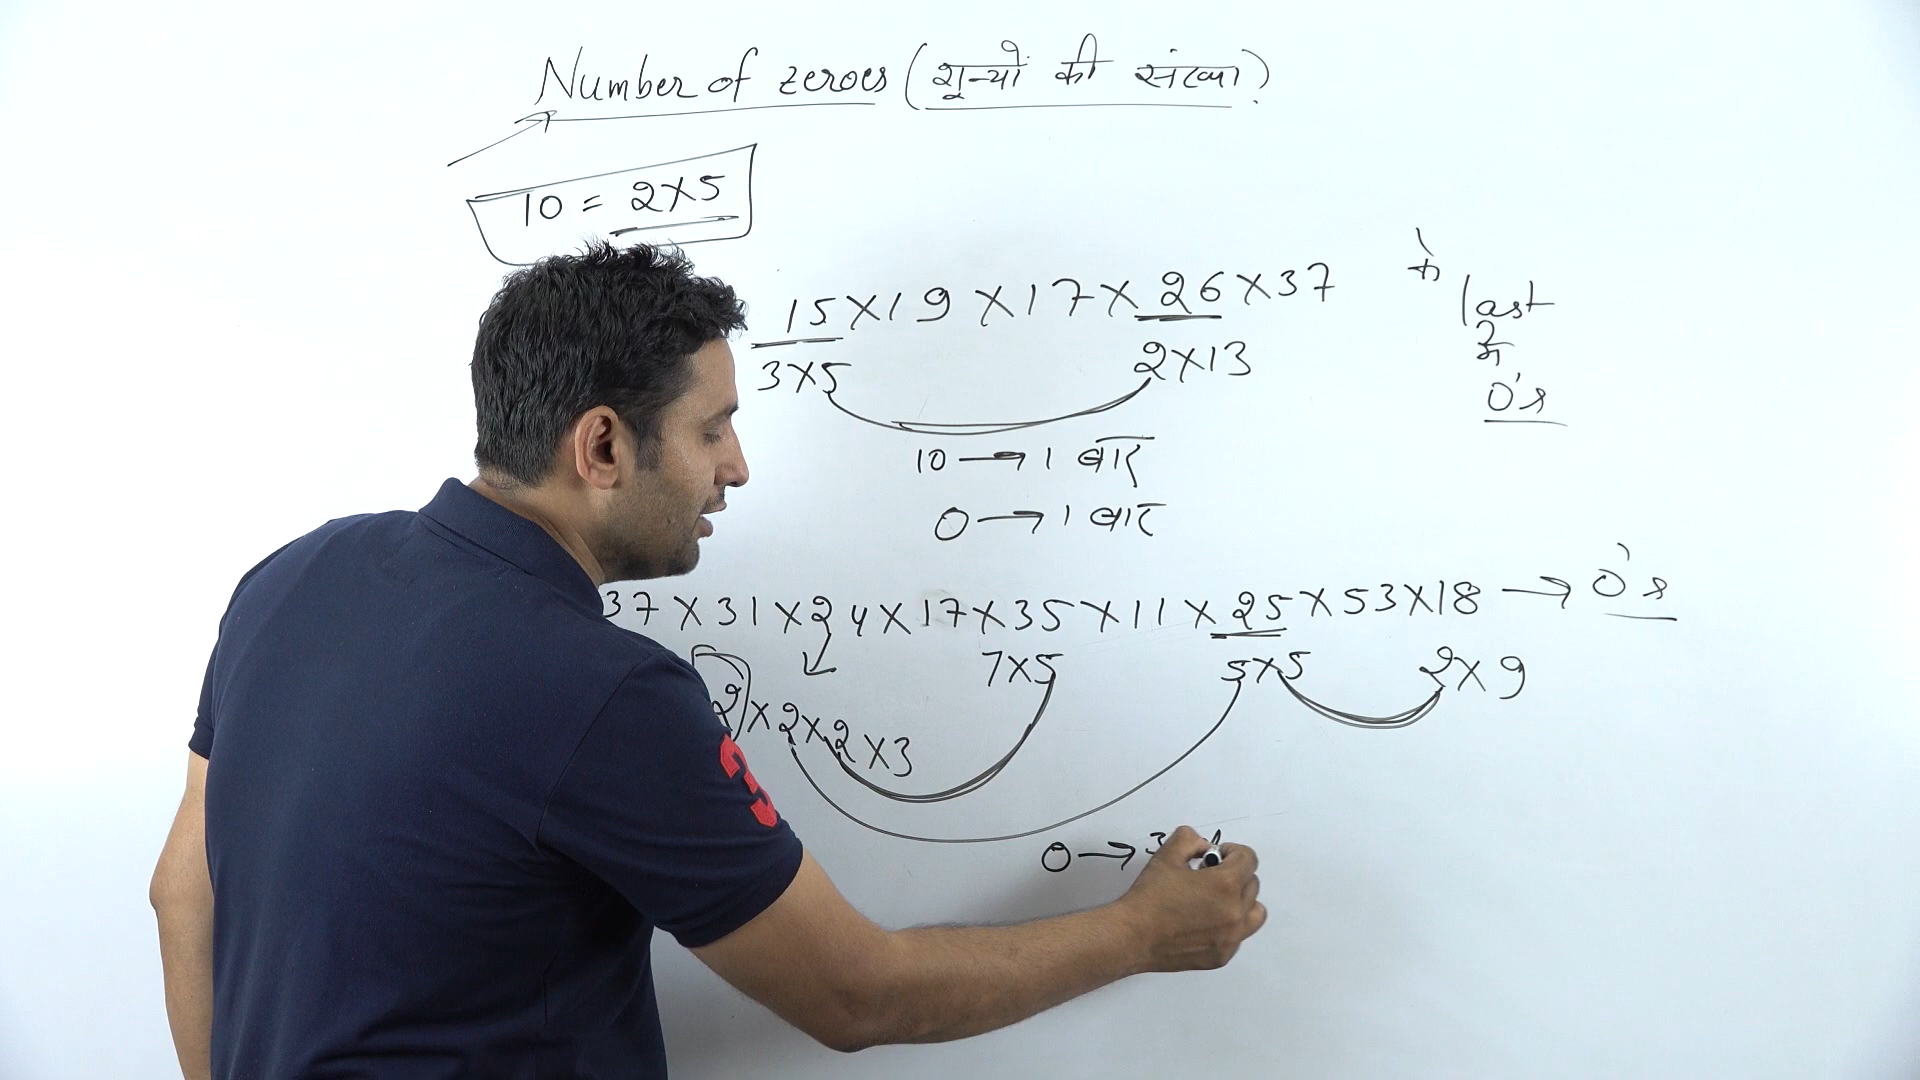 Number of zeroes (शून्यो की संख्या)
10 = 2×5
15×19×17×26×37
3×5 2×13
10 → 1 बार
0 → 1 बार
last
में
0's
37×31×24×17×35×11×25×53×18 → 0's
7×5 5×5 2×9
2×2×2×3
0 → 3
3